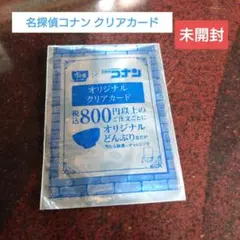 名探偵コナン クリアカード
未開封
コナン
オリジナル
クリアカード
税込800円以上の
ご注文ごとに
オリジナル
どんぶり